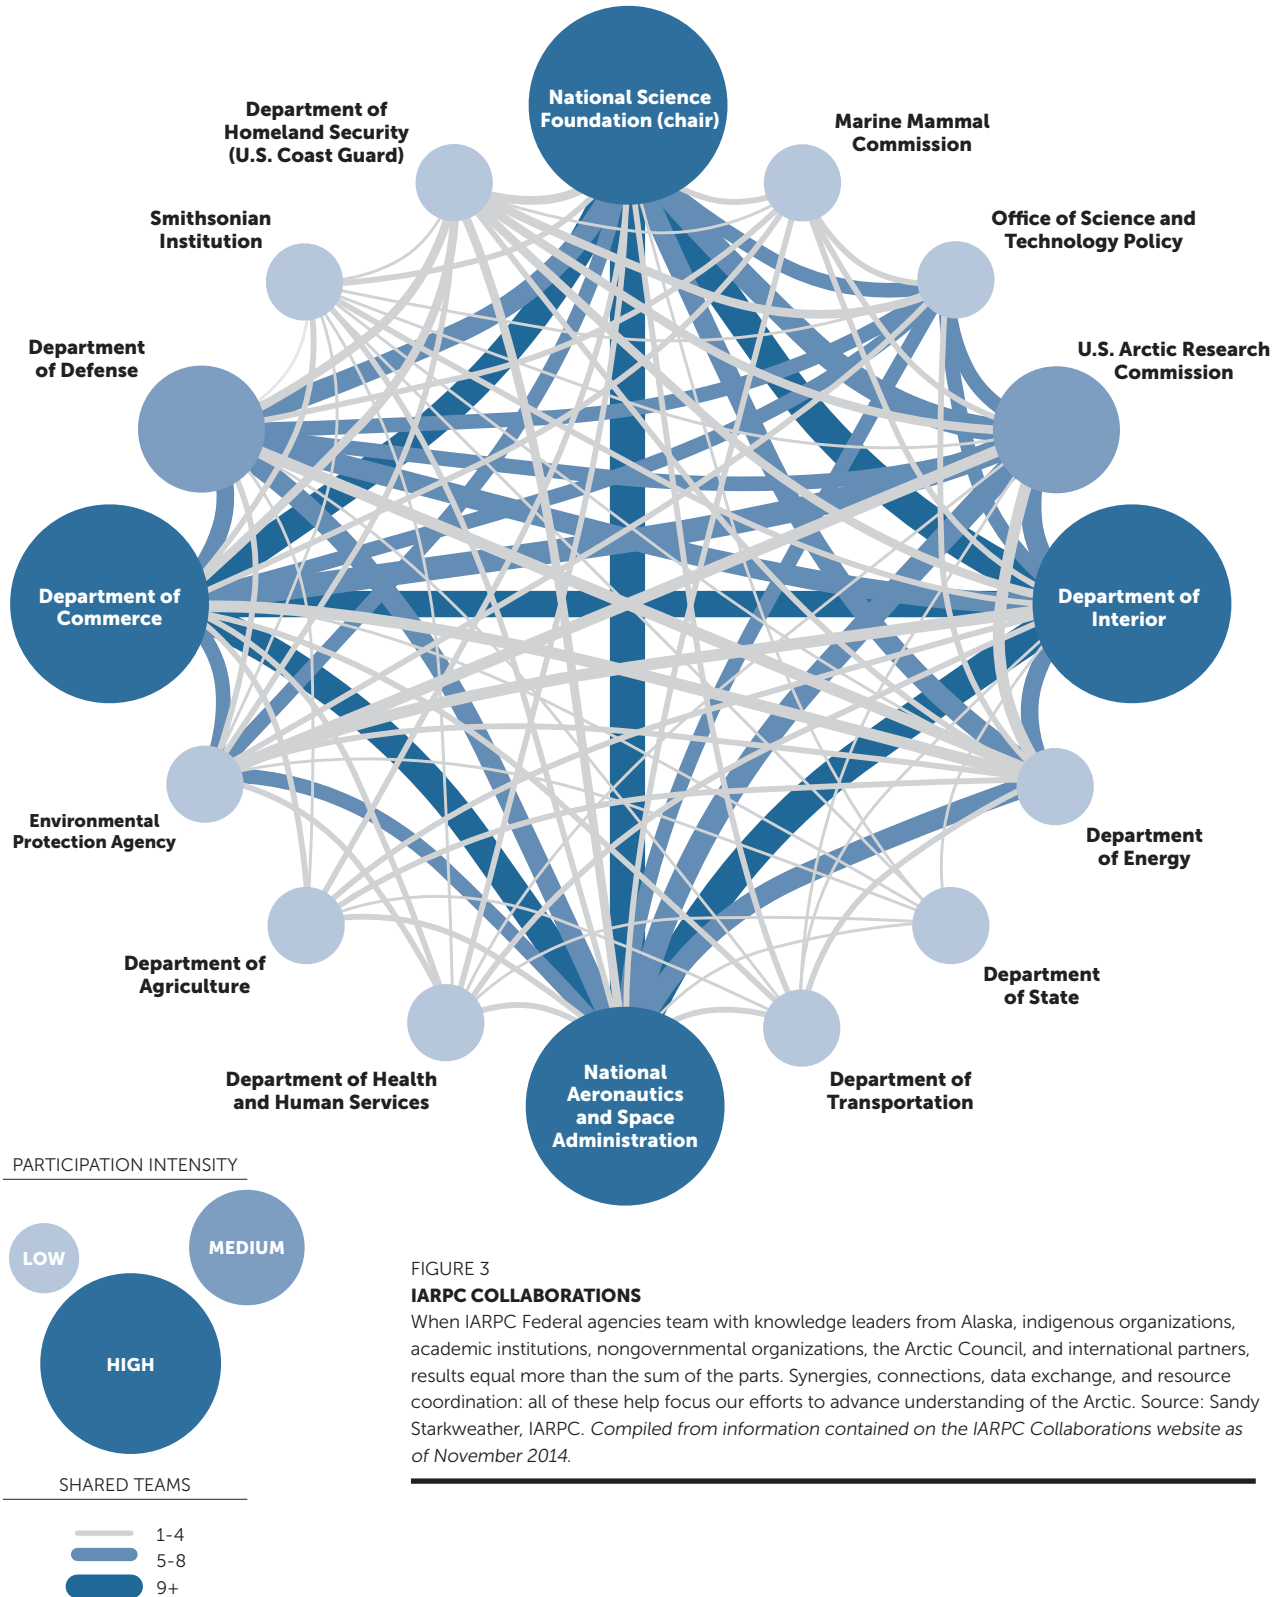 National Science
Foundation (chair)
Department of
Homeland Security
(U.S. Coast Guard)
Marine Mammal
Commission
Smithsonian
Institution
Office of Science and
Technology Policy
Department
of Defense
U.S. Arctic Research
Commission
Department of
Commerce
Department of
Interior
Environmental
Protection Agency
Department
of Energy
Department of
Agriculture
Department
of State
Department of Health
and Human Services
National
Aeronautics
and Space
Administration
Department of
Transportation
PARTICIPATION INTENSITY
LOW
MEDIUM
HIGH
SHARED TEAMS
1-4
5-8
9+
FIGURE 3
IARPC COLLABORATIONS
When IARPC Federal agencies team with knowledge leaders from Alaska, indigenous organizations,
academic institutions, nongovernmental organizations, the Arctic Council, and international partners,
results equal more than the sum of the parts. Synergies, connections, data exchange, and resource
coordination: all of these help focus our efforts to advance understanding of the Arctic. Source: Sandy
Starkweather, IARPC. Compiled from information contained on the IARPC Collaborations website as
of November 2014.